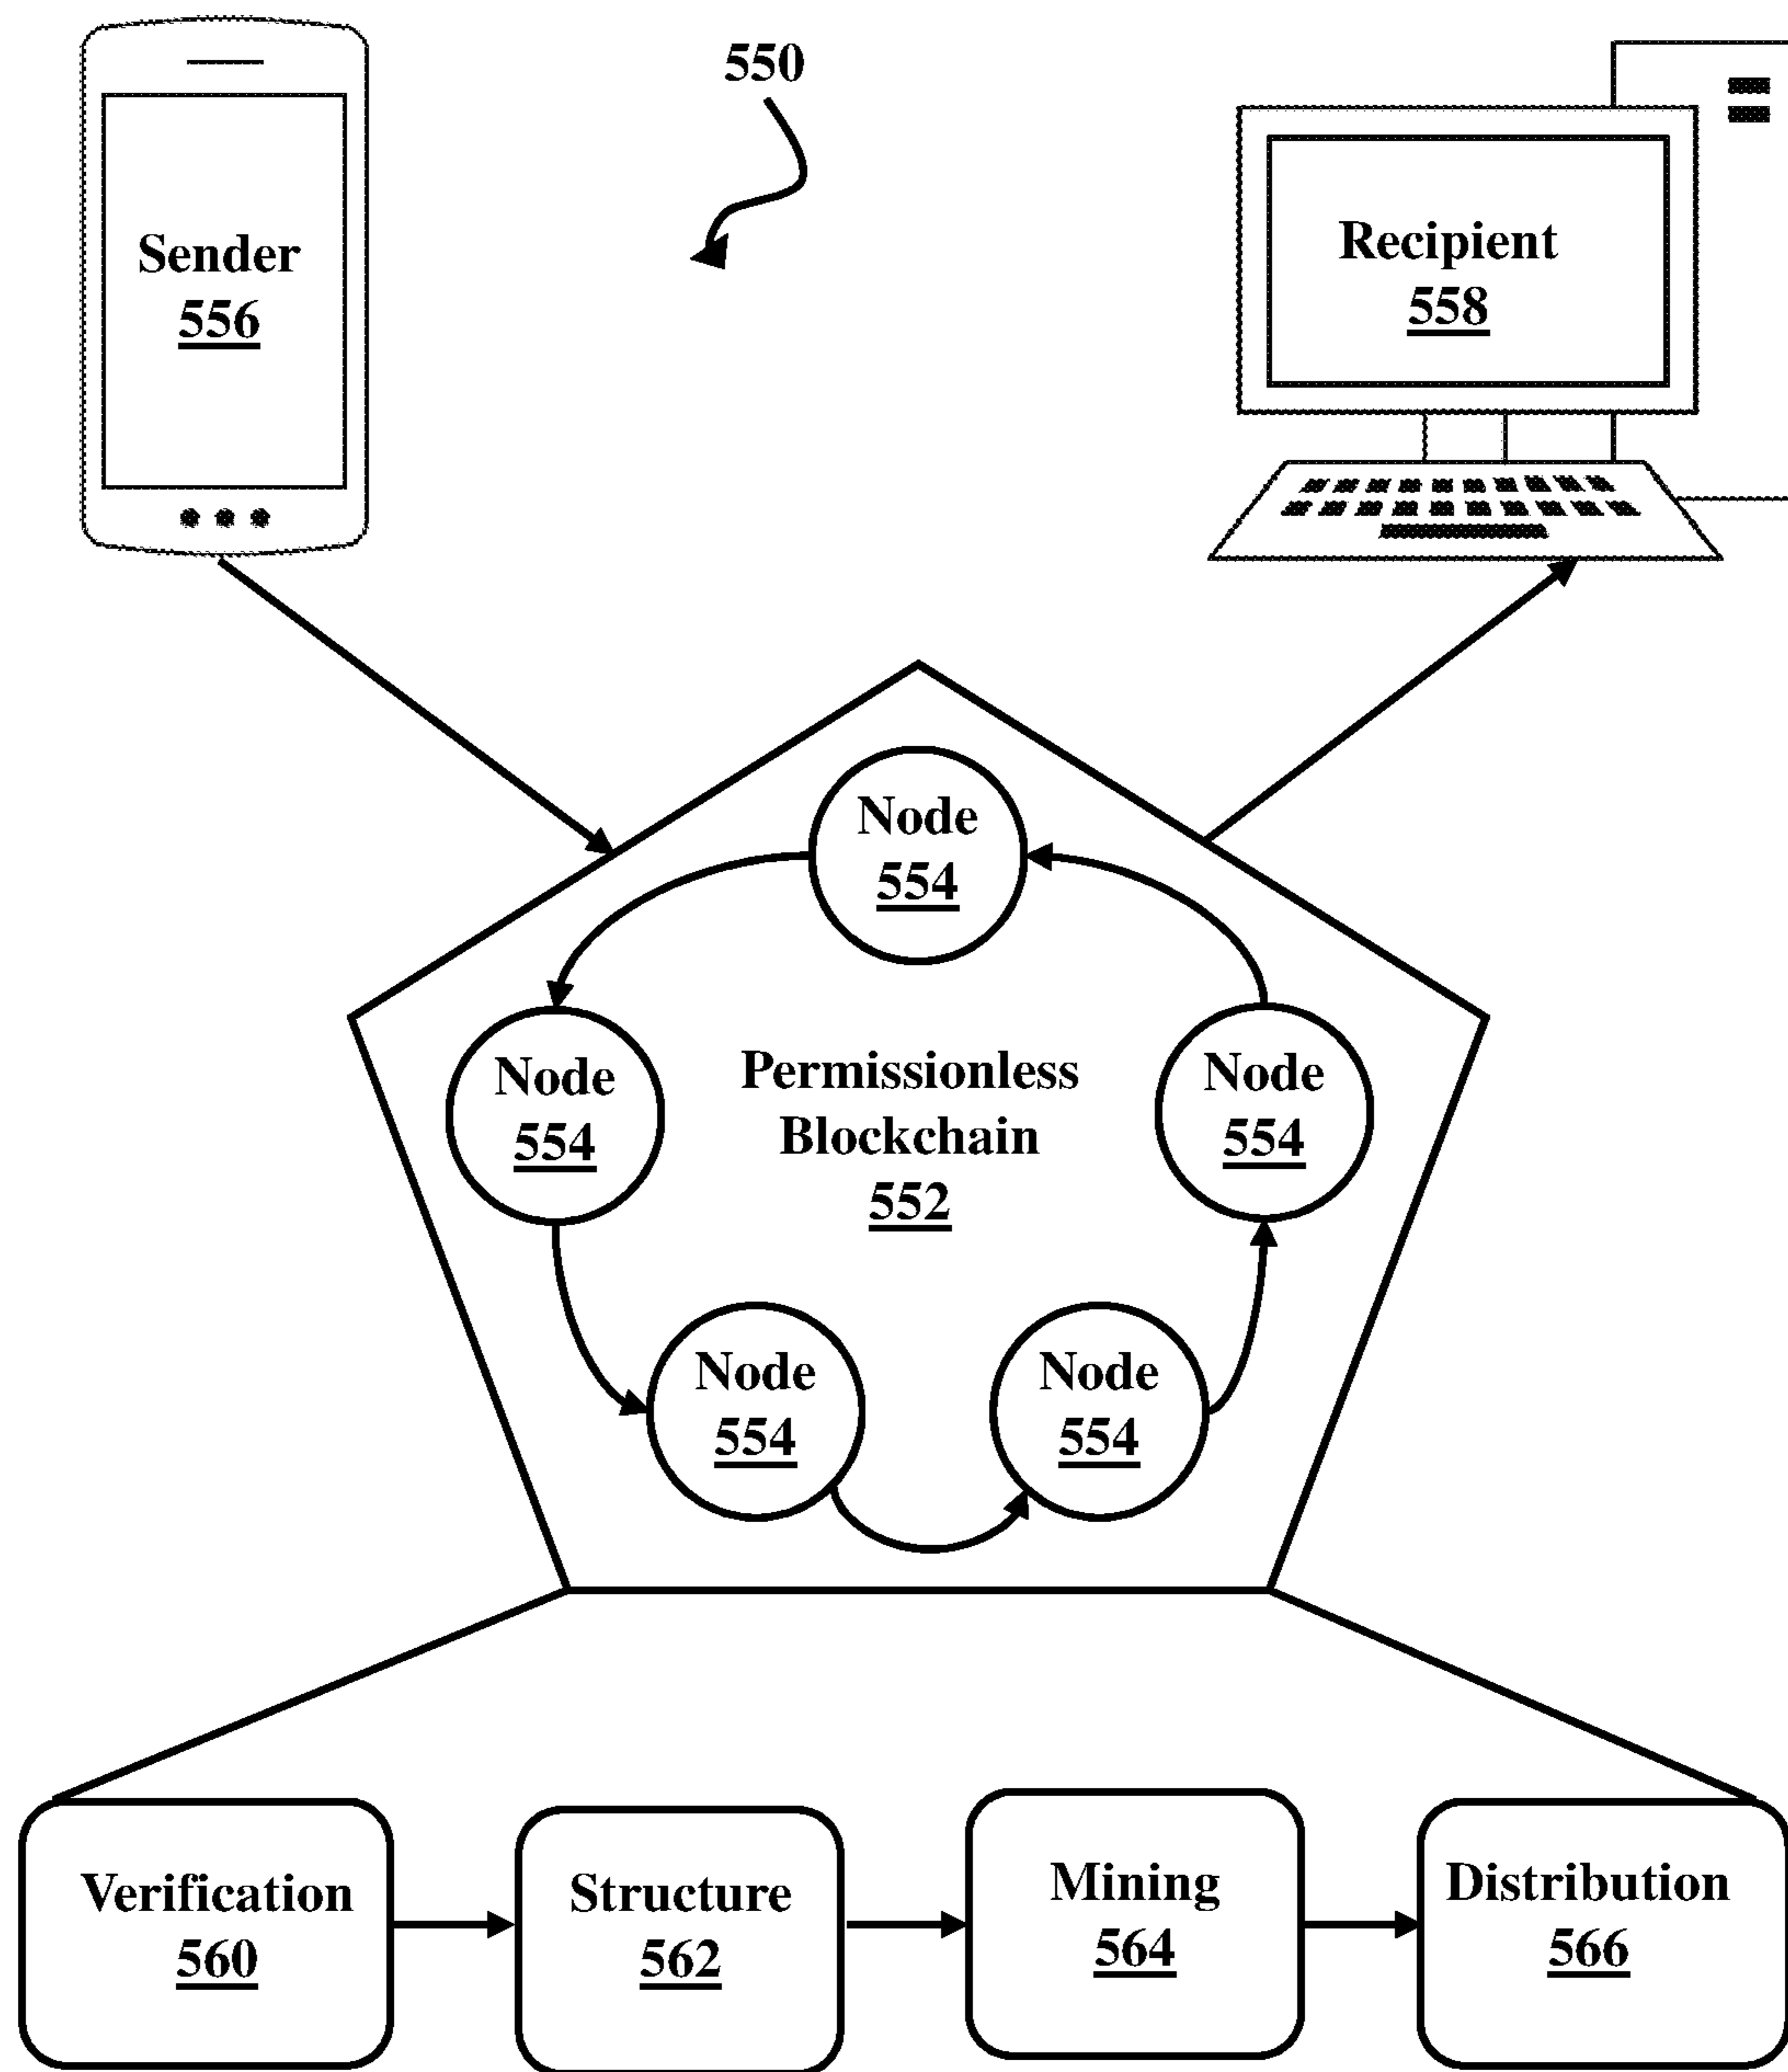 550
Sender
556
Recipient
558
Node
554
Node
554
Permissionless
Blockchain
552
Node
554
Node
554
Node
554
Verification
560
Structure
562
Mining
564
Distribution
566